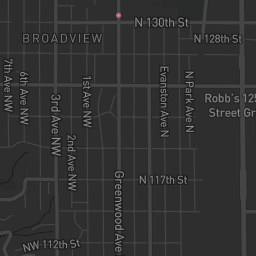 N 130th St
BROADVIEW
N 128th St
7th Ave NW
6th Ave NW
3rd Ave NW
2nd Ave NW
1st Ave NW
Evanston Ave N
N Park Ave N
Robb's 125
Street Gr
N 117th St
Greenwood Ave
NW 112th St